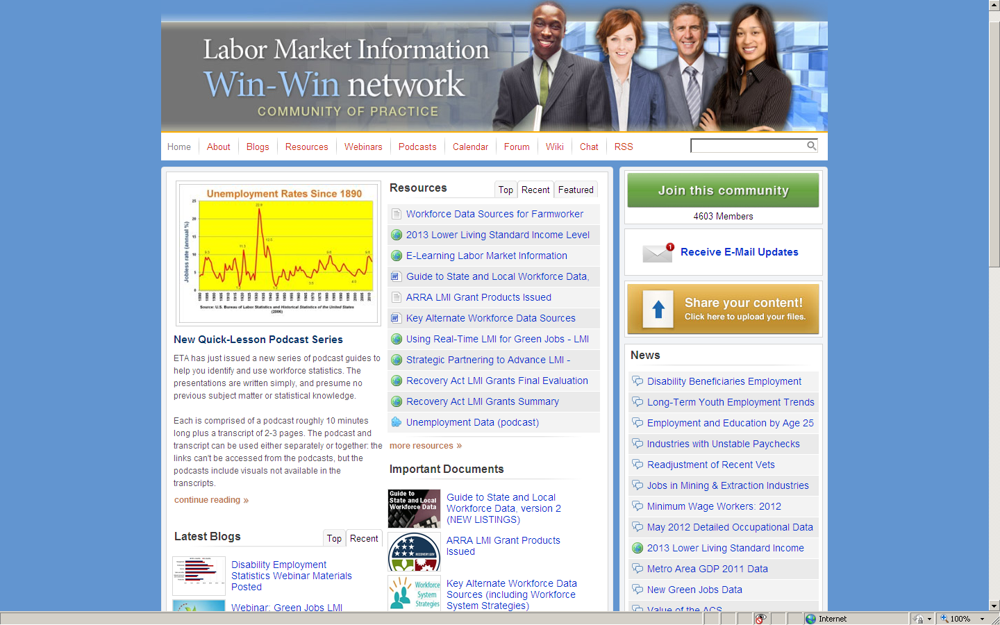 Labor Market Information
Win-Win network
COMMUNITY OF PRACTICE
Home
About
Blogs
Resources
Webinars
Podcasts
Calendar
Forum
Wiki
Chat
RSS
Unemployment Rates Since 1890
Jobless rate (annual %)
Source: U.S. Bureau of Labor Statistics and Historical Statistics of the United States
(2006)
New Quick-Lesson Podcast Series
ETA has just issued a new series of podcast guides to
help you identify and use workforce statistics. The
presentations are written simply, and presume no
previous subject matter or statistical knowledge.
Each is comprised of a podcast roughly 10 minutes
long plus a transcript of 2-3 pages. The podcast and
transcript can be used either separately or together: the
links can't be accessed from the podcasts, but the
podcasts include visuals not available in the
transcripts.
continue reading »
Latest Blogs
Top
Recent
Disability Employment
Statistics Webinar Materials
Posted
Webinar: Green Jobs LMI
Resources
Top
Recent
Featured
Workforce Data Sources for Farmworker
2013 Lower Living Standard Income Level
E-Learning Labor Market Information
Guide to State and Local Workforce Data,
ARRA LMI Grant Products Issued
Key Alternate Workforce Data Sources
Using Real-Time LMI for Green Jobs - LMI
Strategic Partnering to Advance LMI -
Recovery Act LMI Grants Final Evaluation
Recovery Act LMI Grants Summary
Unemployment Data (podcast)
more resources »
Important Documents
Guide to
State and Local
Workforce Data
Guide to State and Local
Workforce Data, version 2
(NEW LISTINGS)
RECOVERY.GOV
ARRA LMI Grant Products
Issued
Workforce
System
Strategies
Key Alternate Workforce Data
Sources (including Workforce
System Strategies)
Join this community
4603 Members
1
Receive E-Mail Updates
Share your content!
Click here to upload your files.
News
Disability Beneficiaries Employment
Long-Term Youth Employment Trends
Employment and Education by Age 25
Industries with Unstable Paychecks
Readjustment of Recent Vets
Jobs in Mining & Extraction Industries
Minimum Wage Workers: 2012
May 2012 Detailed Occupational Data
2013 Lower Living Standard Income
Metro Area GDP 2011 Data
New Green Jobs Data
Value of the ACS
Internet
100%